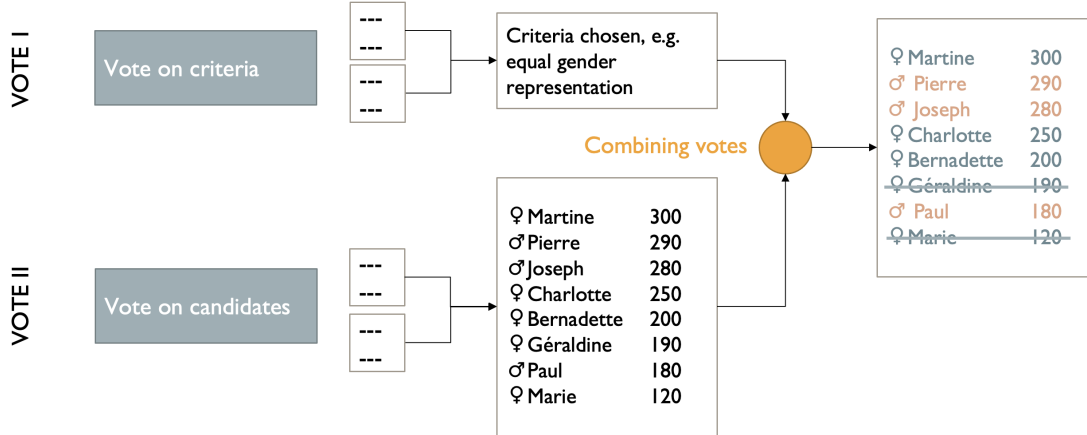 VOTE I
Vote on criteria
---
---
---
---
Criteria chosen, e.g.
equal gender
representation
Combining votes
♀ Martine 300
♂ Pierre 290
♂ Joseph 280
♀ Charlotte 250
♀ Bernadette 200
♀ Géraldine 190
♂ Paul 180
♀ Marie 120
VOTE II
Vote on candidates
---
---
---
---
♀ Martine 300
♂ Pierre 290
♂ Joseph 280
♀ Charlotte 250
♀ Bernadette 200
♀ Géraldine 190
♂ Paul 180
♀ Marie 120